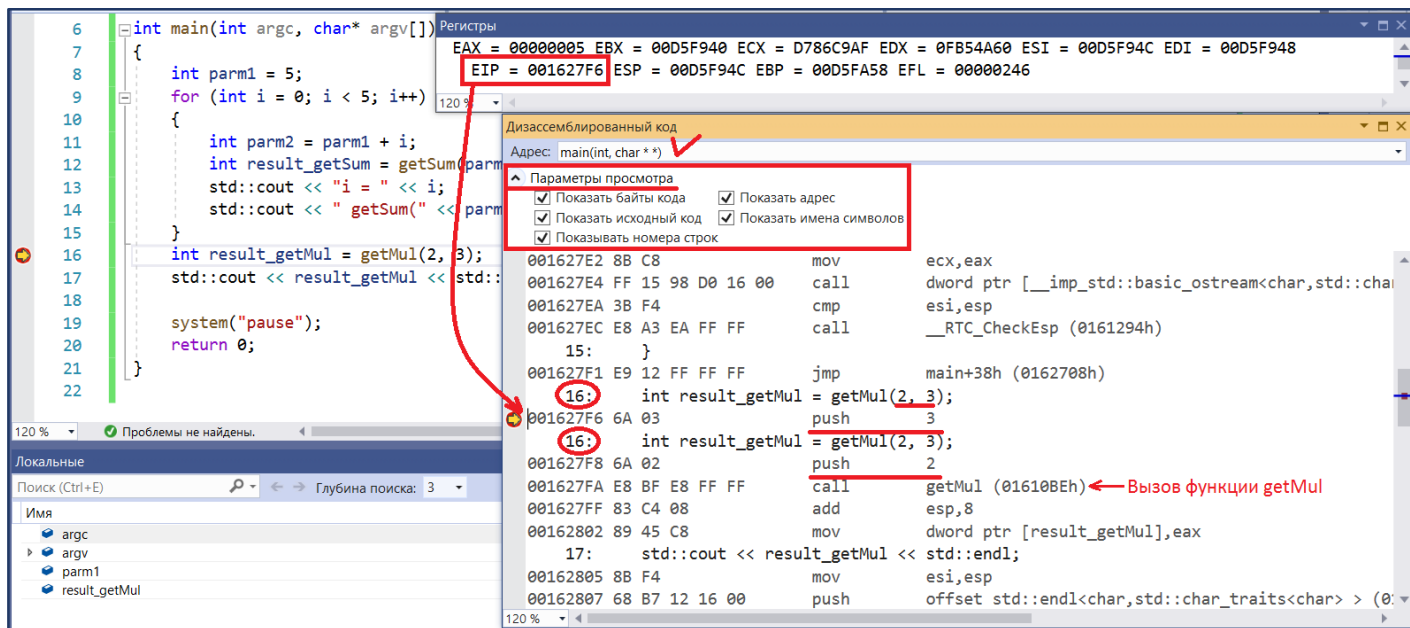 6 int main(int argc, char* argv[])
7 {
8 int parm1 = 5;
9 for (int i = 0; i < 5; i++)
10 {
11 int parm2 = parm1 + i;
12 int result_getSum = getSum(parm
13 std::cout << "i = " << i;
14 std::cout << " getSum(" << parm
15 }
16 int result_getMul = getMul(2, 3);
17 std::cout << result_getMul << std::
18
19 system("pause");
20 return 0;
21 }
22
120 % Проблемы не найдены.
Регистры
EAX = 00000005 EBX = 00D5F940 ECX = D786C9AF EDX = 0FB54A60 ESI = 00D5F94C EDI = 00D5F948
EIP = 001627F6 ESP = 00D5F94C EBP = 00D5FA58 EFL = 00000246
120 %
Дизассемблированный код
Адрес: main(int, char * *)
Параметры просмотра
Показать байты кода Показать адрес
Показать исходный код Показать имена символов
Показывать номера строк
001627E2 8B C8 mov ecx,eax
001627E4 FF 15 98 D0 16 00 call dword ptr [__imp_std::basic_ostream<char,std::cha
001627EA 3B F4 cmp esi,esp
001627EC E8 A3 EA FF FF call __RTC_CheckEsp (0161294h)
15: }
001627F1 E9 12 FF FF FF jmp main+38h (0162708h)
16: int result_getMul = getMul(2, 3);
001627F6 6A 03 push 3
16: int result_getMul = getMul(2, 3);
001627F8 6A 02 push 2
001627FA E8 BF E8 FF FF call getMul (01610BEh) Вызов функции getMul
001627FF 83 C4 08 add esp,8
00162802 89 45 C8 mov dword ptr [result_getMul],eax
17: std::cout << result_getMul << std::endl;
00162805 8B F4 mov esi,esp
00162807 68 B7 12 16 00 push offset std::endl<char,std::char_traits<char> > (0
120 %
Локальные
Поиск (Ctrl+E) Глубина поиска: 3
Имя
argc
argv
parm1
result_getMul